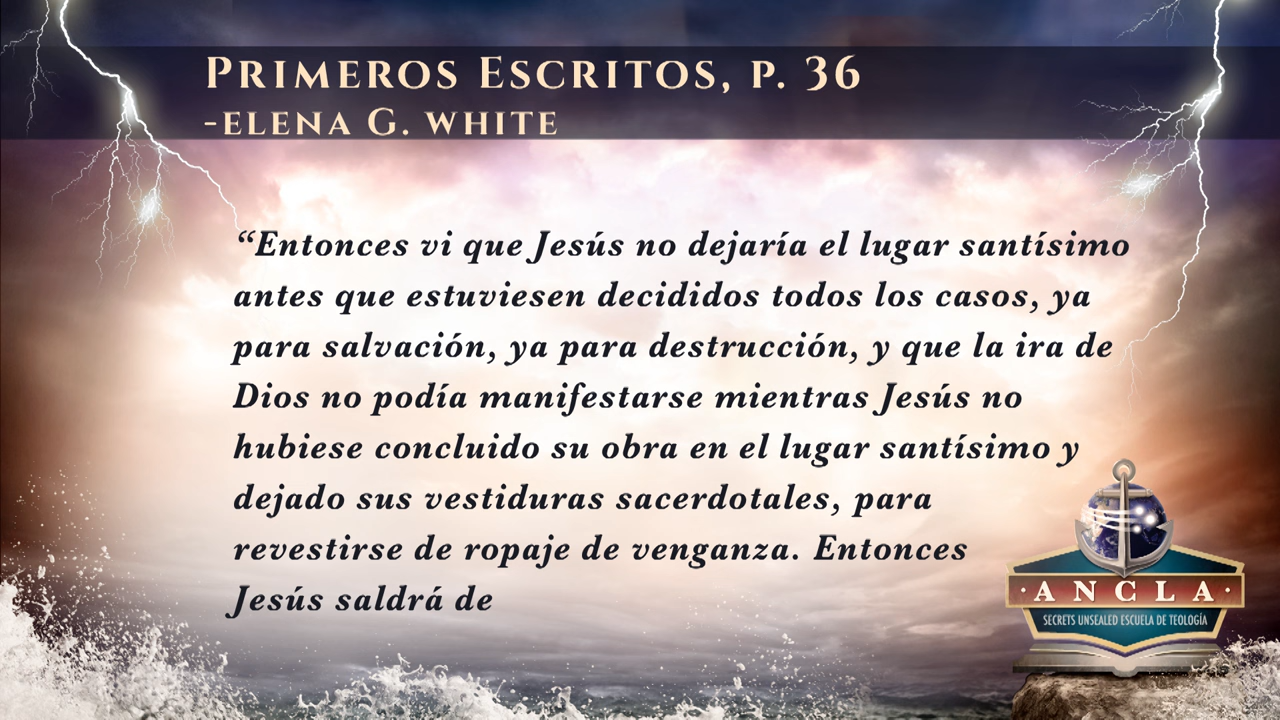 PRIMEROS ESCRITOS, P. 36
-ELENA G. WHITE
“Entonces vi que Jesús no dejaría el lugar santísimo
antes que estuviesen decididos todos los casos, ya
para salvación, ya para destrucción, y que la ira de
Dios no podía manifestarse mientras Jesús no
hubiese concluido su obra en el lugar santísimo y
dejado sus vestiduras sacerdotales, para
revestirse de ropaje de venganza. Entonces
Jesús saldrá de
· ANCLA ·
SECRETS UNSEALED ESCUELA DE TEOLOGÍA